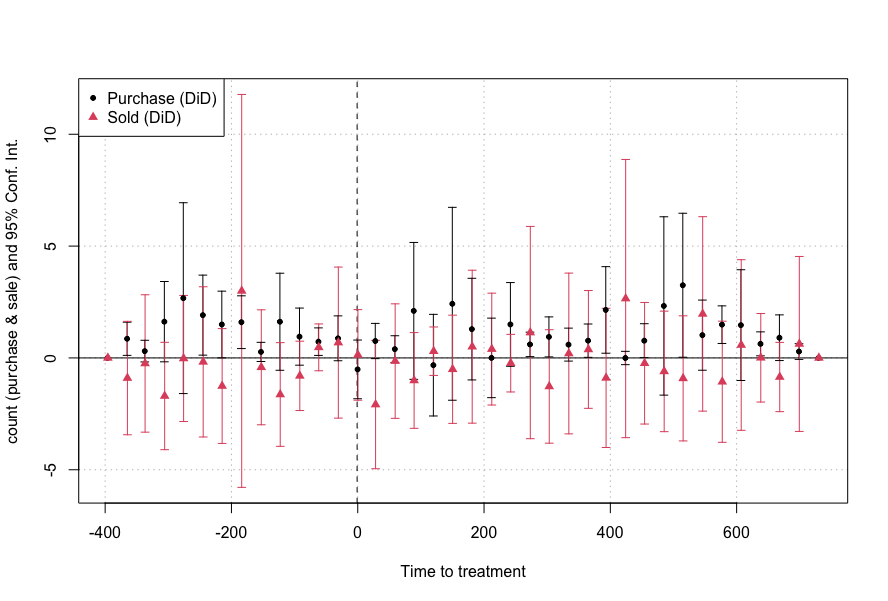 Purchase (DiD)
Sold (DiD)
count (purchase & sale) and 95% Conf. Int.
10
5
0
-5
-400
-200
0
200
400
600
Time to treatment